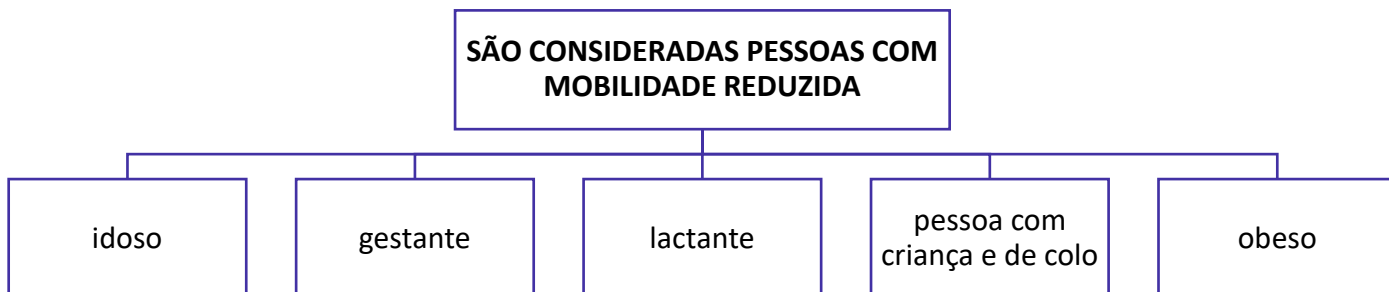 SÃO CONSIDERADAS PESSOAS COM
MOBILIDADE REDUZIDA
idoso
gestante
lactante
pessoa com
criança e de colo
obeso